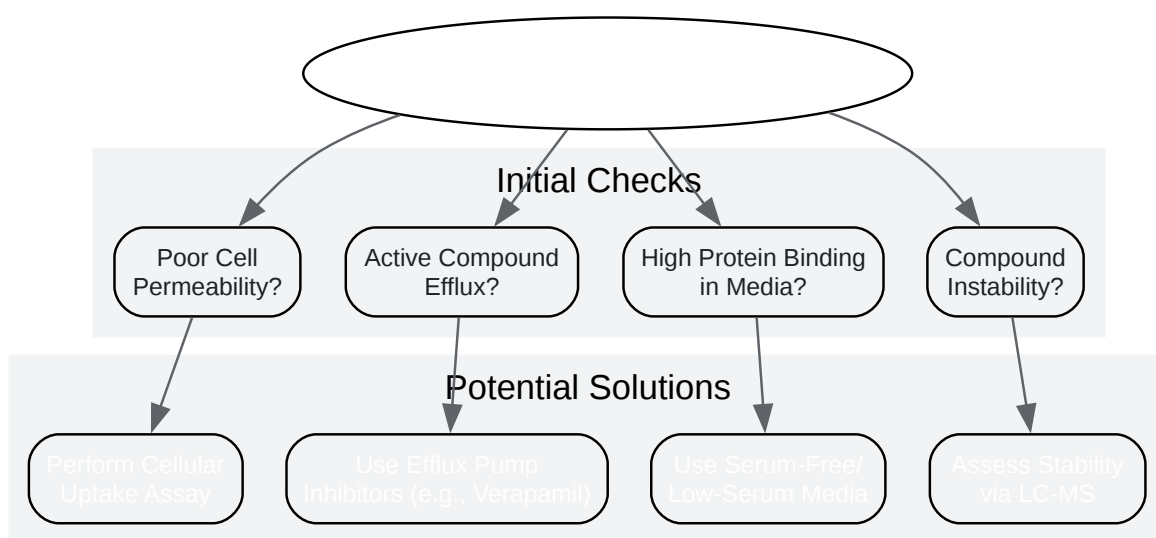 Initial Checks
Poor Cell
Permeability?
Active Compound
Efflux?
High Protein Binding
in Media?
Compound
Instability?
Potential Solutions
Perform Cellular
Uptake Assay
Use Efflux Pump
Inhibitors (e.g., Verapamil)
Use Serum-Free/
Low-Serum Media
Assess Stability
via LC-MS